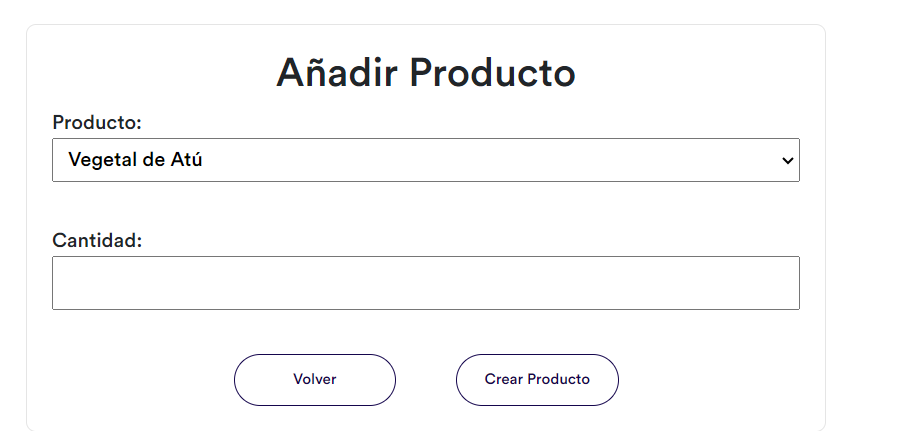 Añadir Producto
Producto:
Vegetal de Atú
Cantidad:
Volver
Crear Producto